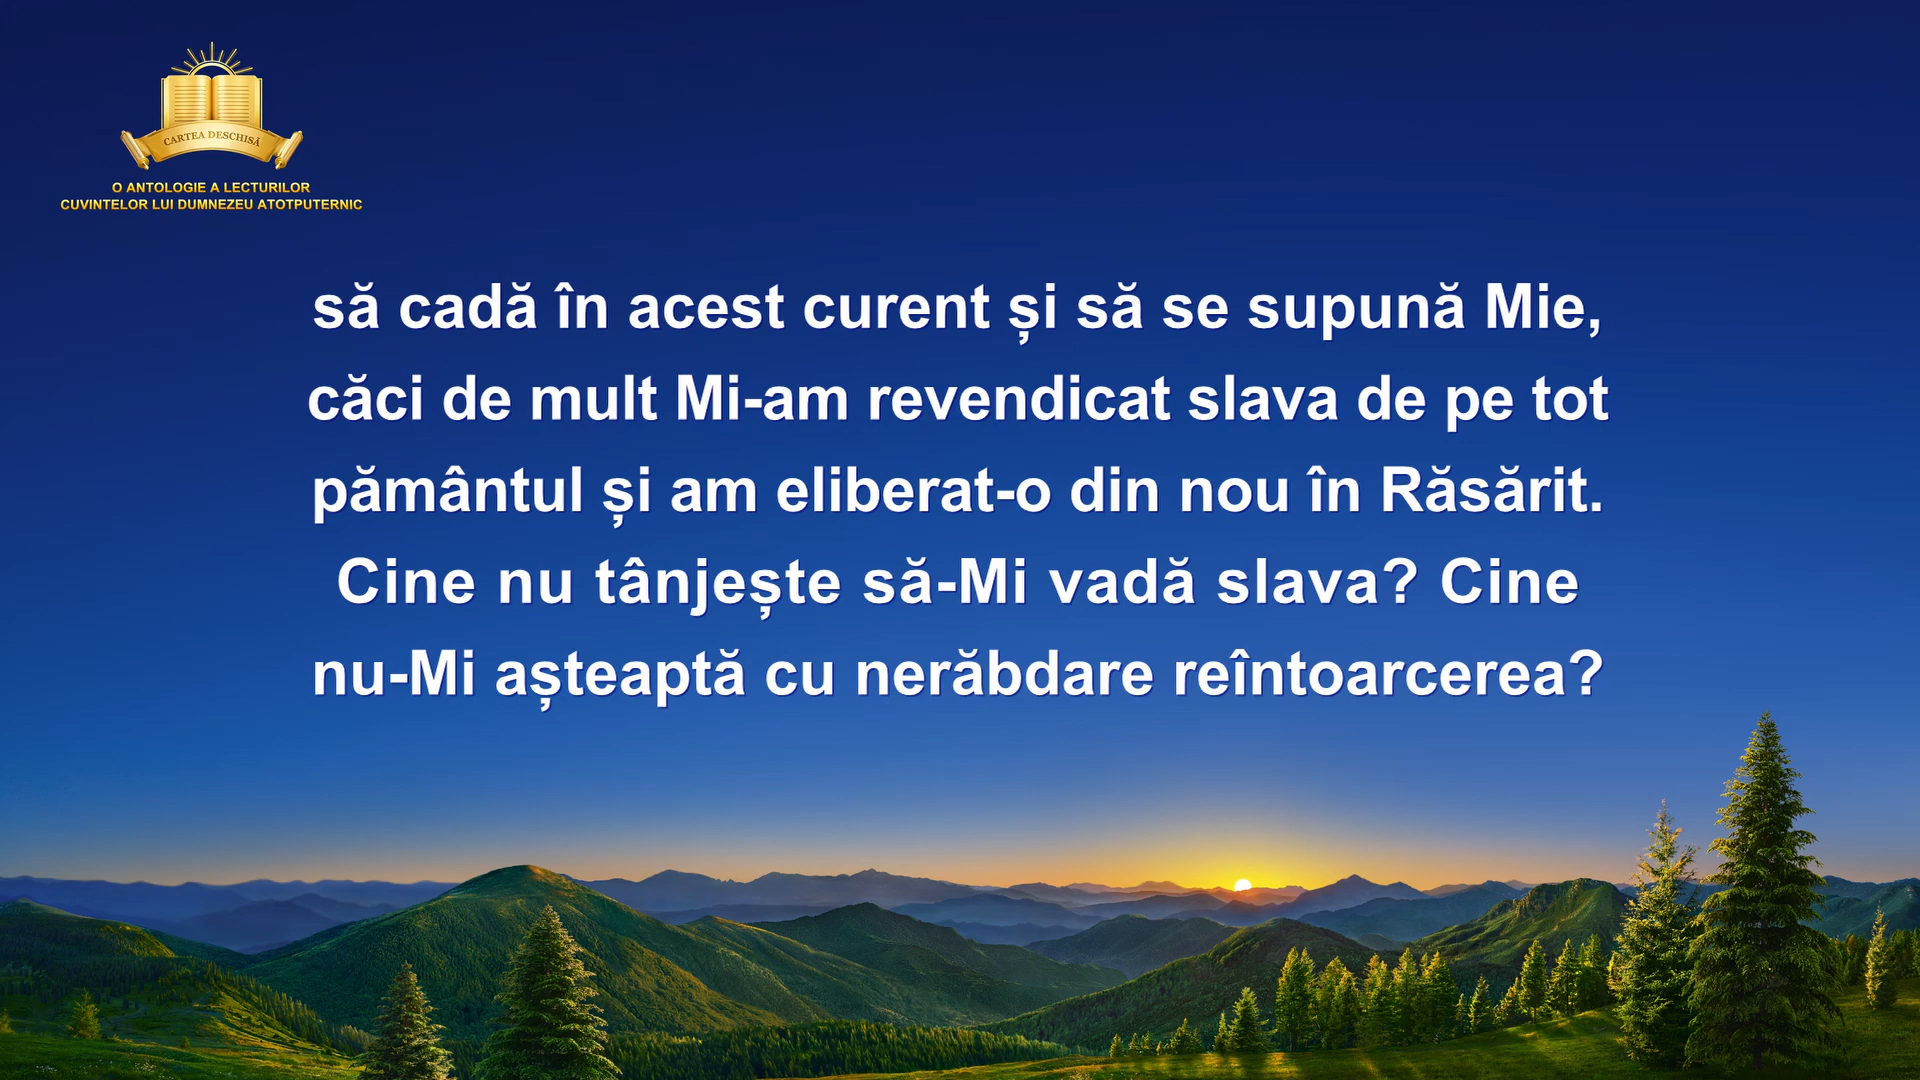 CARTEA DESCHISĂ
O ANTOLOGIE A LECTURILOR
CUVINTELOR LUI DUMNEZEU ATOTPUTERNIC
să cadă în acest curent și să se supună Mie,
căci de mult Mi-am revendicat slava de pe tot
pământul și am eliberat-o din nou în Răsărit.
Cine nu tânjește să-Mi vadă slava? Cine
nu-Mi așteaptă cu nerăbdare reîntoarcerea?